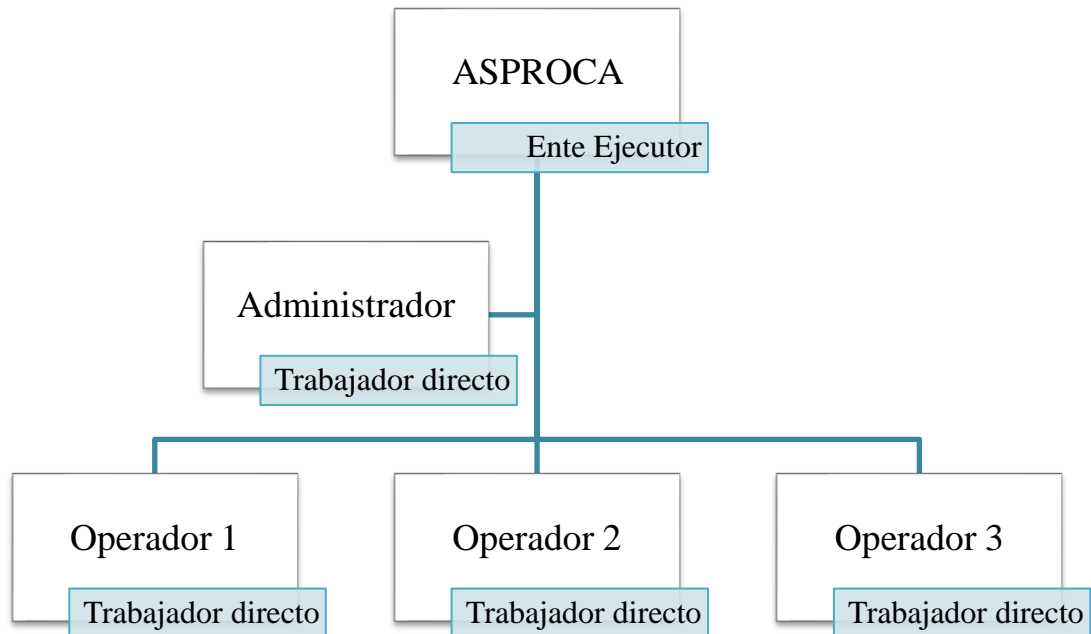 ASPROCA
Ente Ejecutor
Administrador
Trabajador directo
Operador 1
Trabajador directo
Operador 2
Trabajador directo
Operador 3
Trabajador directo